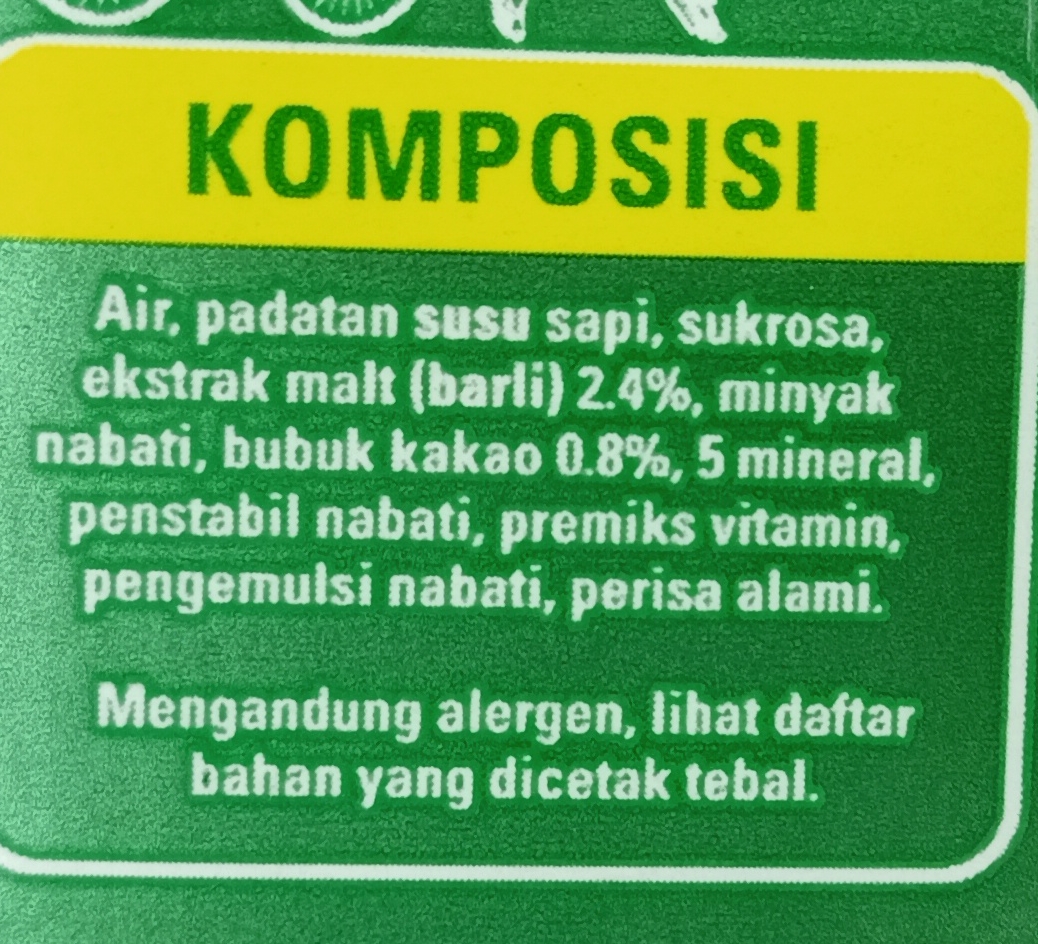 KOMPOSISI
Air, padatan susu sapi, sukrosa,
ekstrak malt (barli) 2.4%, minyak
nabati, bubuk kakao 0.8%, 5 mineral,
penstabil nabati, premiks vitamin,
pengemulsi nabati, perisa alami.
Mengandung alergen, lihat daftar
bahan yang dicetak tebal.